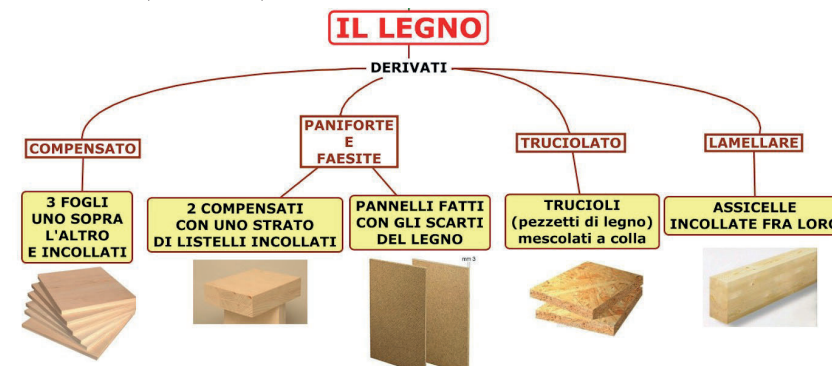 IL LEGNO
DERIVATI
COMPENSATO
PANIFORTE
E
FAESITE
TRUCIOLATO
LAMELLARE
3 FOGLI
UNO SOPRA
L'ALTRO
E INCOLLATI
2 COMPENSATI
CON UNO STRATO
DI LISTELLI INCOLLATI
PANNELLI FATTI
CON GLI SCARTI
DEL LEGNO
TRUCIOLI
(pezzetti di legno)
mescolati a colla
ASSICELLE
INCOLLATE FRA LORO
mm 3